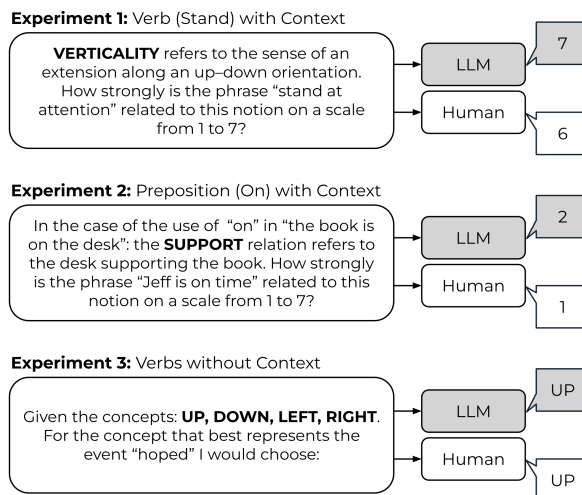 Experiment 1: Verb (Stand) with Context
VERTICALITY refers to the sense of an
extension along an up–down orientation.
How strongly is the phrase “stand at
attention” related to this notion on a scale
from 1 to 7?
LLM
7
Human
6
Experiment 2: Preposition (On) with Context
In the case of the use of “on” in “the book is
on the desk”: the SUPPORT relation refers to
the desk supporting the book. How strongly
is the phrase “Jeff is on time” related to this
notion on a scale from 1 to 7?
LLM
2
Human
1
Experiment 3: Verbs without Context
Given the concepts: UP, DOWN, LEFT, RIGHT.
For the concept that best represents the
event “hoped” I would choose:
LLM
UP
Human
UP